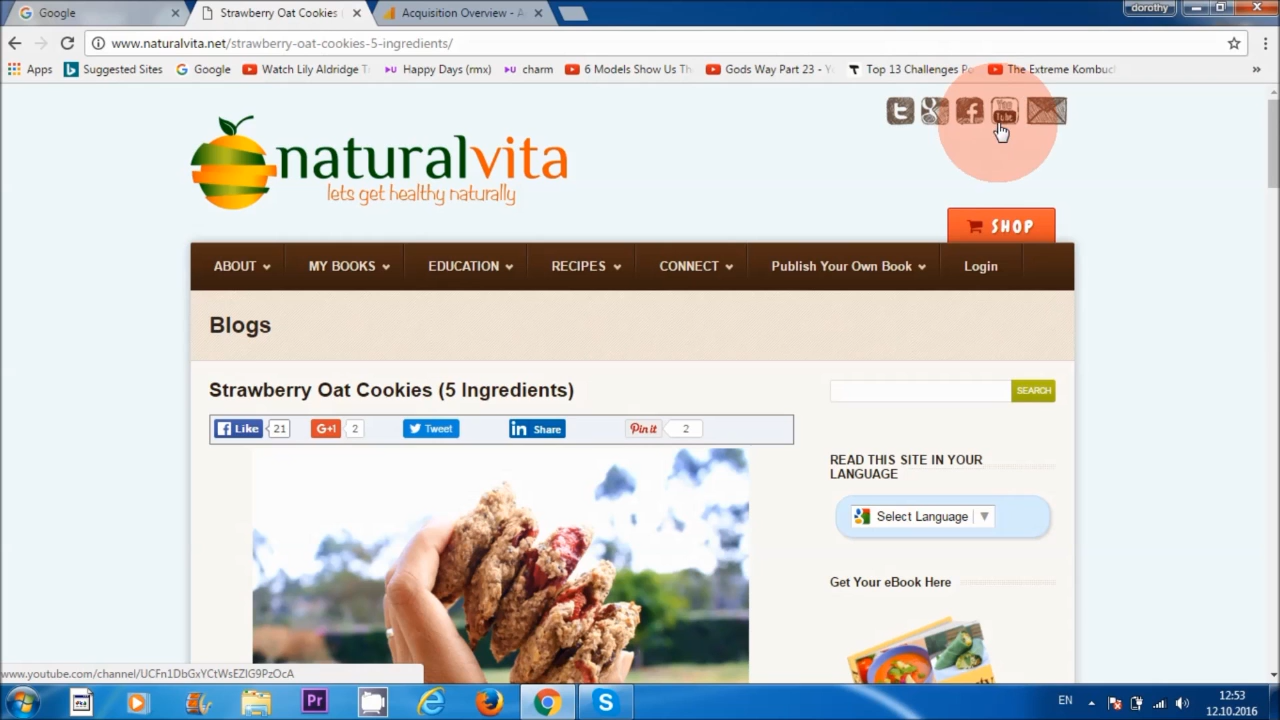 Google
Strawberry Oat Cookies
Acquisition Overview - A
dorothy
www.naturalvita.net/strawberry-oat-cookies-5-ingredients/
Apps Suggested Sites Google Watch Lily Aldridge T Happy Days (rmx) charm 6 Models Show Us Th Gods Way Part 23 - Y Top 13 Challenges Po The Extreme Kombuc »
You Tube
naturalvita
lets get healthy naturally
SHOP
ABOUT MY BOOKS EDUCATION RECIPES CONNECT Publish Your Own Book Login
Blogs
Strawberry Oat Cookies (5 Ingredients)
SEARCH
Like 21 G+1 2 Tweet in Share Pin it 2
READ THIS SITE IN YOUR
LANGUAGE
Select Language ▼
Get Your eBook Here
www.youtube.com/channel/UCFn1DbGxYCtWsEZIG9PzOcA
Pr
S
EN
12:53
12.10.2016